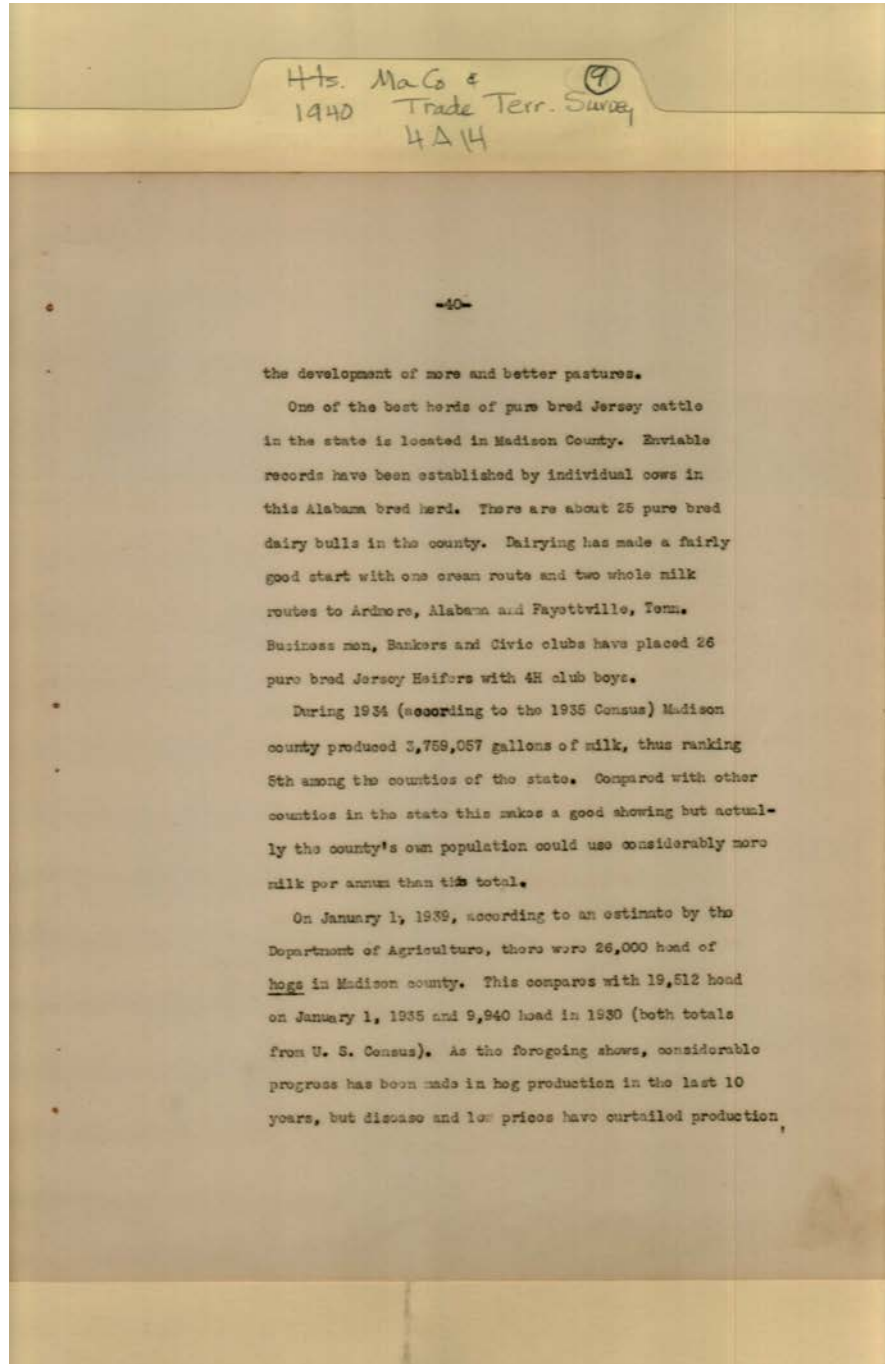 Hts. Ma Co & 9
1940 Trade Terr. Survey
4A14
-40-
the development of more and better pastures.
One of the best herds of pure bred Jersey cattle
in the state is located in Madison County. Enviable
records have been established by individual cows in
this Alabama bred herd. There are about 25 pure bred
dairy bulls in the county. Dairying has made a fairly
good start with one cream route and two whole milk
routes to Ardmore, Alabama and Fayettville, Tenn.
Business men, Bankers and Civic clubs have placed 26
pure bred Jersey Heifers with 4H club boys.
During 1934 (according to the 1935 Census) Madison
county produced 3,759,057 gallons of milk, thus ranking
5th among the counties of the state. Compared with other
counties in the state this makes a good showing but actual-
ly the county's own population could use considerably more
milk per annum than this total.
On January 1, 1939, according to an estimate by the
Department of Agriculture, there were 26,000 head of
hogs in Madison county. This compares with 19,512 head
on January 1, 1935 and 9,940 head in 1930 (both totals
from U. S. Census). As the foregoing shows, considerable
progress has been made in hog production in the last 10
years, but disease and low prices have curtailed production,